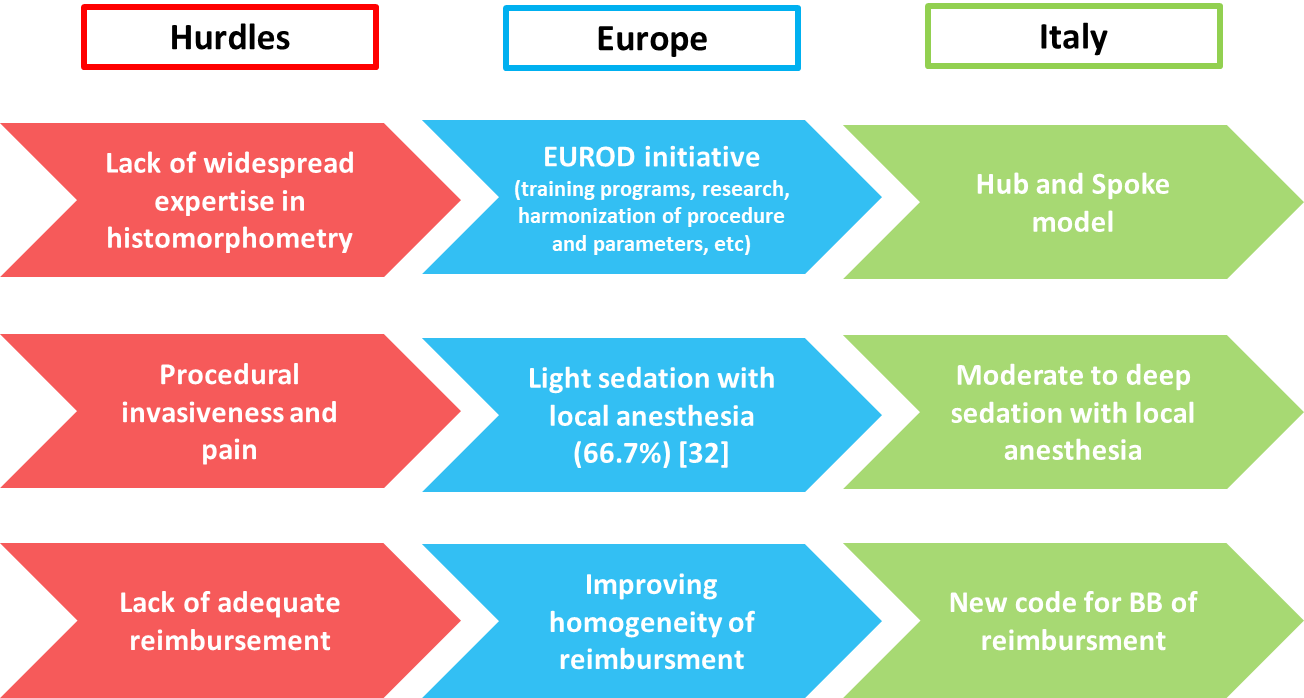 Hurdles
Europe
Italy
Lack of widespread
expertise in
histomorphometry
EUROD initiative
(training programs, research,
harmonization of procedure
and parameters, etc)
Hub and Spoke
model
Procedural
invasiveness and
pain
Light sedation with
local anesthesia
(66.7%) [32]
Moderate to deep
sedation with local
anesthesia
Lack of adequate
reimbursement
Improving
homogeneity of
reimbursment
New code for BB of
reimbursment